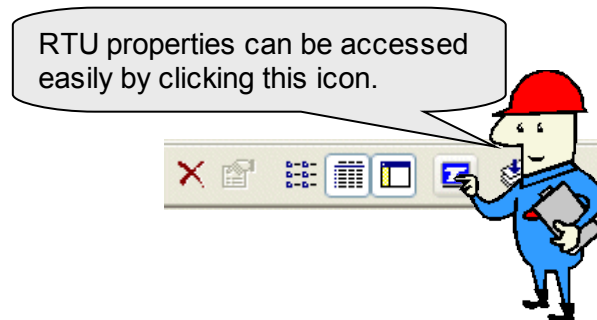 RTU properties can be accessed
easily by clicking this icon.